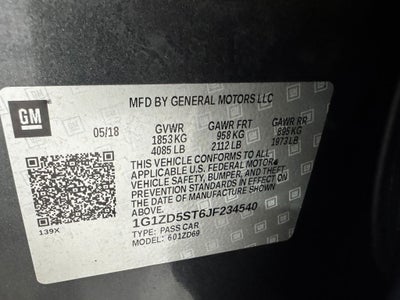 MFD BY GENERAL MOTORS LLC
GM
05/18 GVWR GAWR FRT GAWR RR
1853 KG 958 KG 895 KG
4085 LB 2112 LB 1973 LB
THIS VEHICLE CONFORMS TO ALL
APPLICABLE U.S. FEDERAL MOTOR
VEHICLE SAFETY, BUMPER, AND THEFT
PREVENTION STANDARDS IN EFFECT ON
THE DATE OF MANUFACTURE SHOWN
ABOVE.
1G1ZD5ST6JF234540
TYPE: PASS CAR
MODEL: 601ZD69
139X